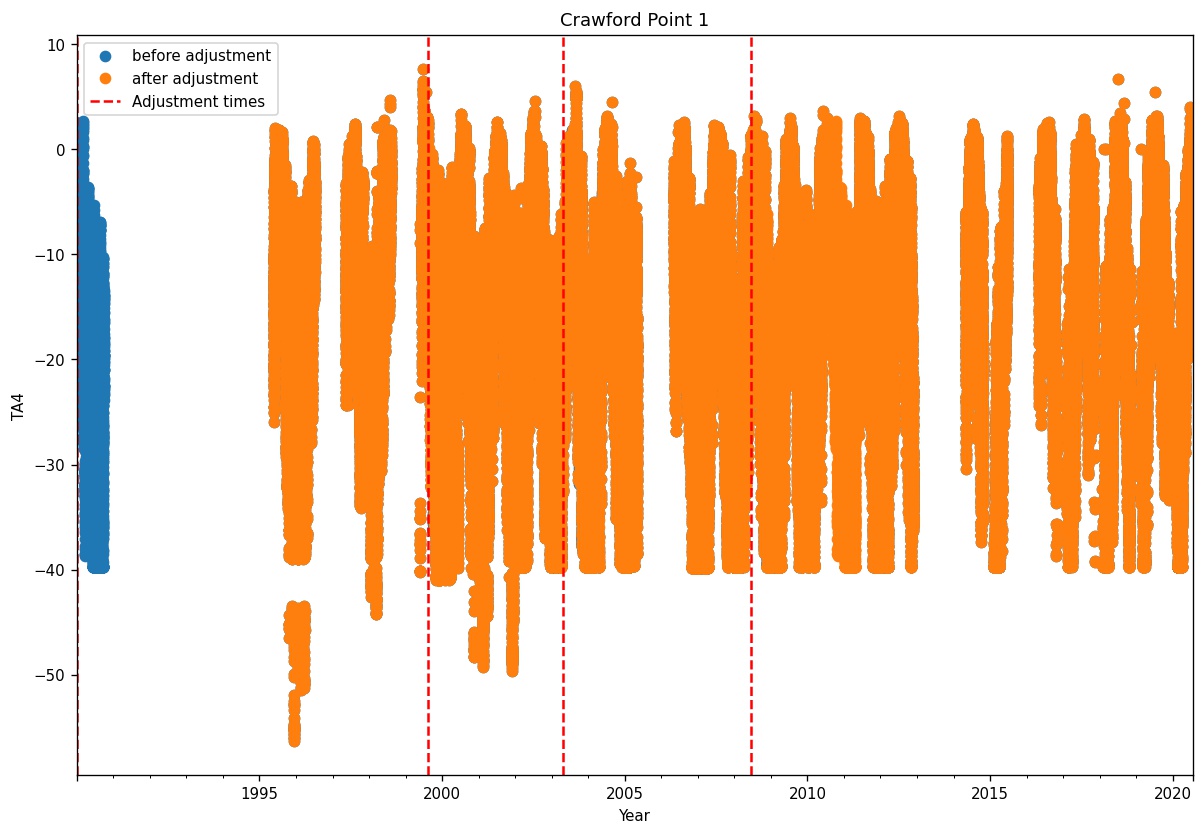 Crawford Point 1
before adjustment
after adjustment
Adjustment times
TA4
10
0
−10
−20
−30
−40
−50
1995
2000
2005
2010
2015
2020
Year